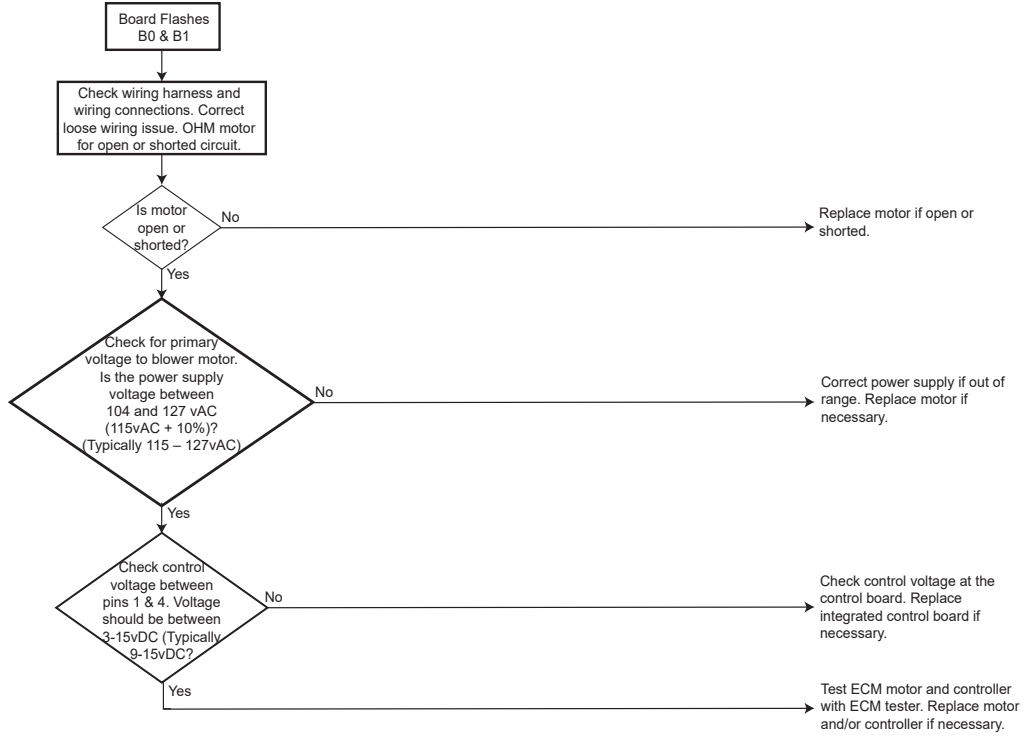 Board Flashes
B0 & B1
Check wiring harness and
wiring connections. Correct
loose wiring issue. OHM motor
for open or shorted circuit.
Is motor
open or
shorted?
No
Replace motor if open or
shorted.
Yes
Check for primary
voltage to blower motor.
Is the power supply
voltage between
104 and 127 vAC
(115vAC + 10%)?
(Typically 115 – 127vAC)
No
Correct power supply if out of
range. Replace motor if
necessary.
Yes
Check control
voltage between
pins 1 & 4. Voltage
should be between
3-15vDC (Typically
9-15vDC?
No
Check control voltage at the
control board. Replace
integrated control board if
necessary.
Yes
Test ECM motor and controller
with ECM tester. Replace motor
and/or controller if necessary.